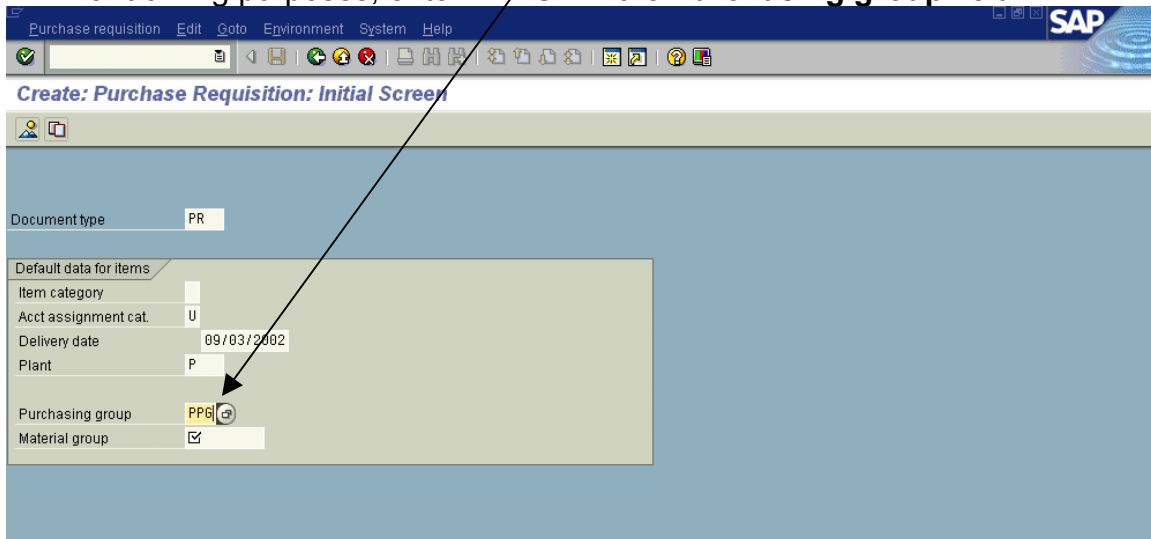 Purchase requisition Edit Goto Environment System Help
SAP
Create: Purchase Requisition: Initial Screen
Document type PR
Default data for items
Item category
Acct assignment cat. U
Delivery date 09/03/2002
Plant P
Purchasing group PPG
Material group